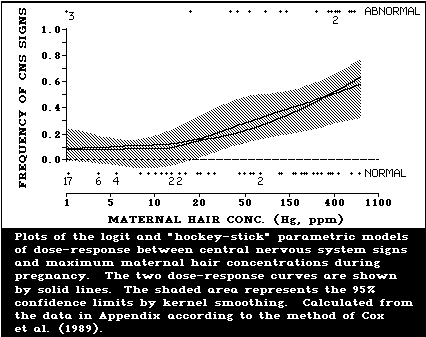 3
ABNORMAL
2
FREQUENCY OF CNS SIGNS
1.0
0.8
0.6
0.4
0.2
0.0
17 6 4 2 2 2 NORMAL
1 5 10 20 50 150 400 1100
MATERNAL HAIR CONC. (Hg, ppm)
Plots of the logit and "hockey-stick" parametric models
of dose-response between central nervous system signs
and maximum maternal hair concentrations during
pregnancy. The two dose-response curves are shown
by solid lines. The shaded area represents the 95%
confidence limits by kernel smoothing. Calculated from
the data in Appendix according to the method of Cox
et al. (1989).